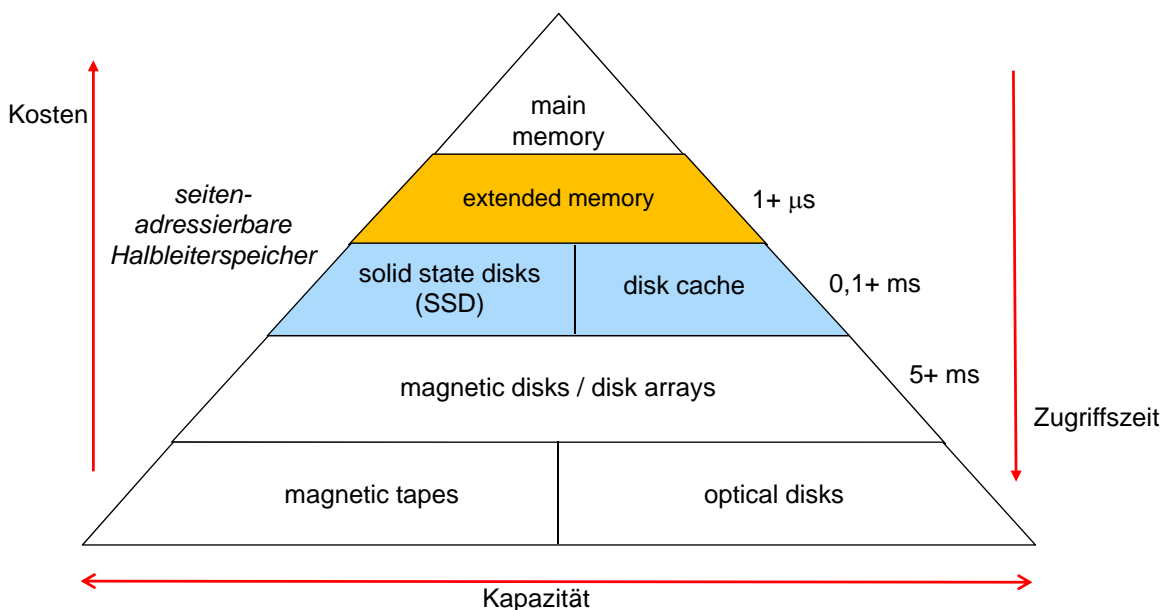 main
memory
Kosten
seiten-
adressierbare
Halbleiterspeicher
extended memory
1+ μs
solid state disks
(SSD)
disk cache
0,1+ ms
magnetic disks / disk arrays
5+ ms
Zugriffszeit
magnetic tapes
optical disks
Kapazität